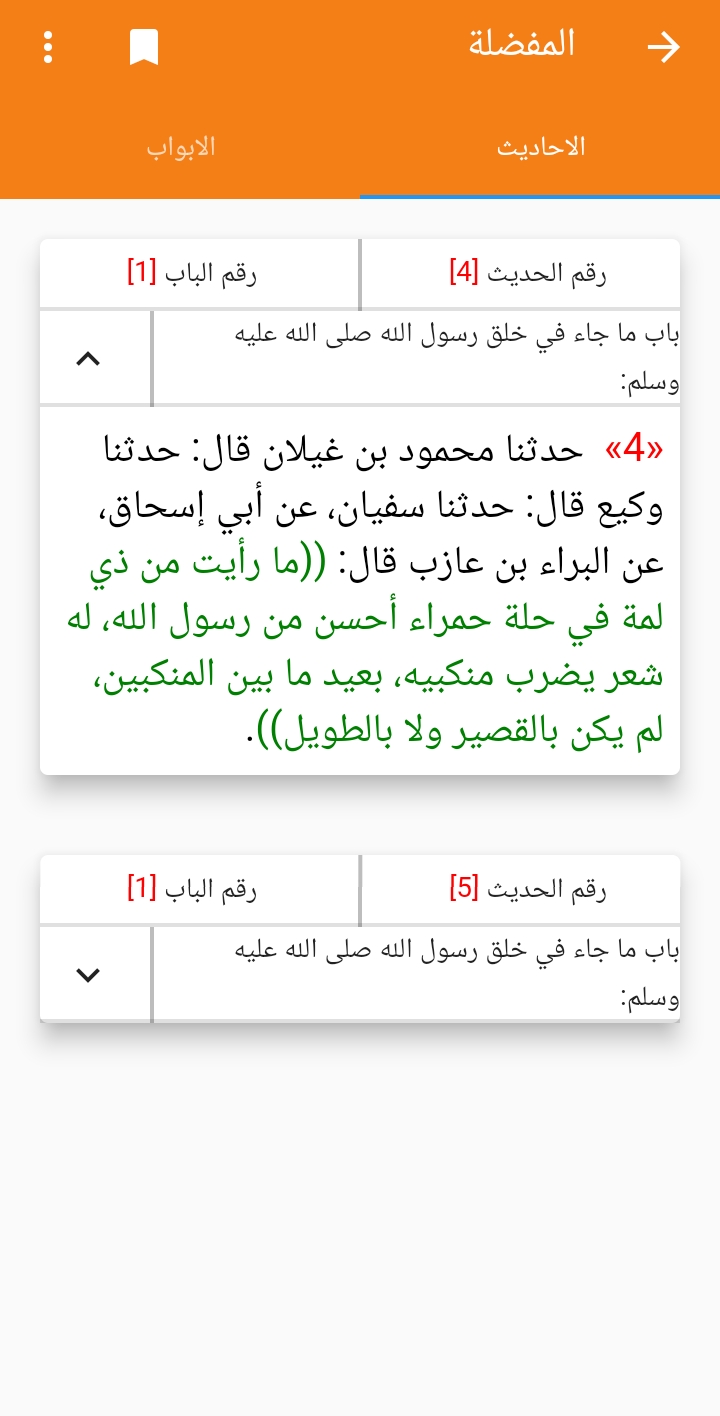 المفضلة
الاحاديث
الابواب
رقم الحديث [4]
رقم الباب [1]
باب ما جاء في خلق رسول الله صلى الله عليه
وسلم:
«4» حدثنا محمود بن غيلان قال: حدثنا
وكيع قال: حدثنا سفيان، عن أبي إسحاق،
عن البراء بن عازب قال: ((ما رأيت من ذي
لمة في حلة حمراء أحسن من رسول الله، له
شعر يضرب منكبيه، بعيد ما بين المنكبين،
لم يكن بالقصير ولا بالطويل)).
رقم الحديث [5]
رقم الباب [1]
باب ما جاء في خلق رسول الله صلى الله عليه
وسلم: